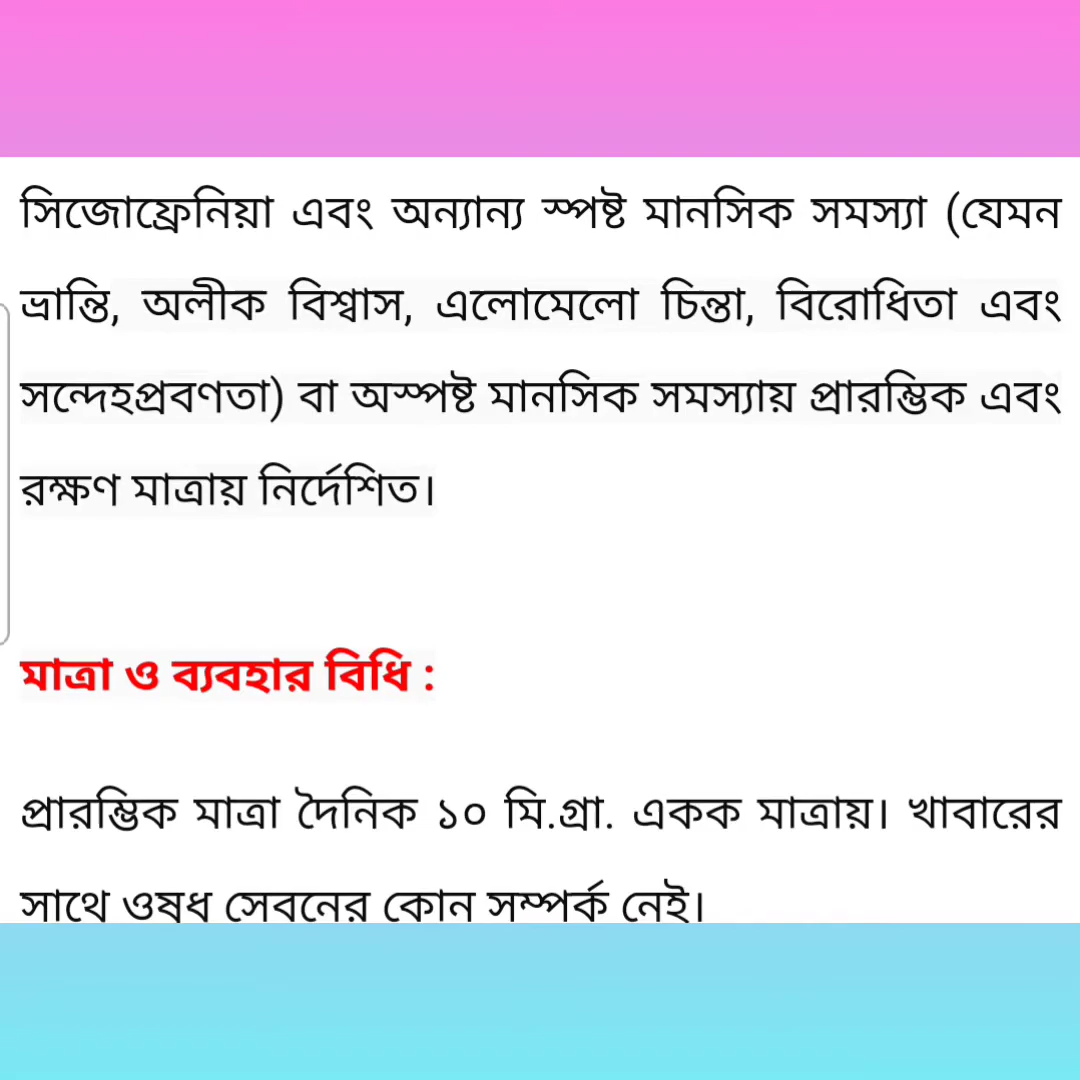 সিজোফ্রেনিয়া এবং অন্যান্য স্পষ্ট মানসিক সমস্যা (যেমন
ভ্রান্তি, অলীক বিশ্বাস, এলোমেলো চিন্তা, বিরোধিতা এবং
সন্দেহপ্রবণতা) বা অস্পষ্ট মানসিক সমস্যায় প্রারম্ভিক এবং
রক্ষণ মাত্রায় নির্দেশিত।
মাত্রা ও ব্যবহার বিধি :
প্রারম্ভিক মাত্রা দৈনিক ১০ মি.গ্রা. একক মাত্রায়। খাবারের
সাথে ওষধ সেবনের কোন সম্পর্ক নেই।